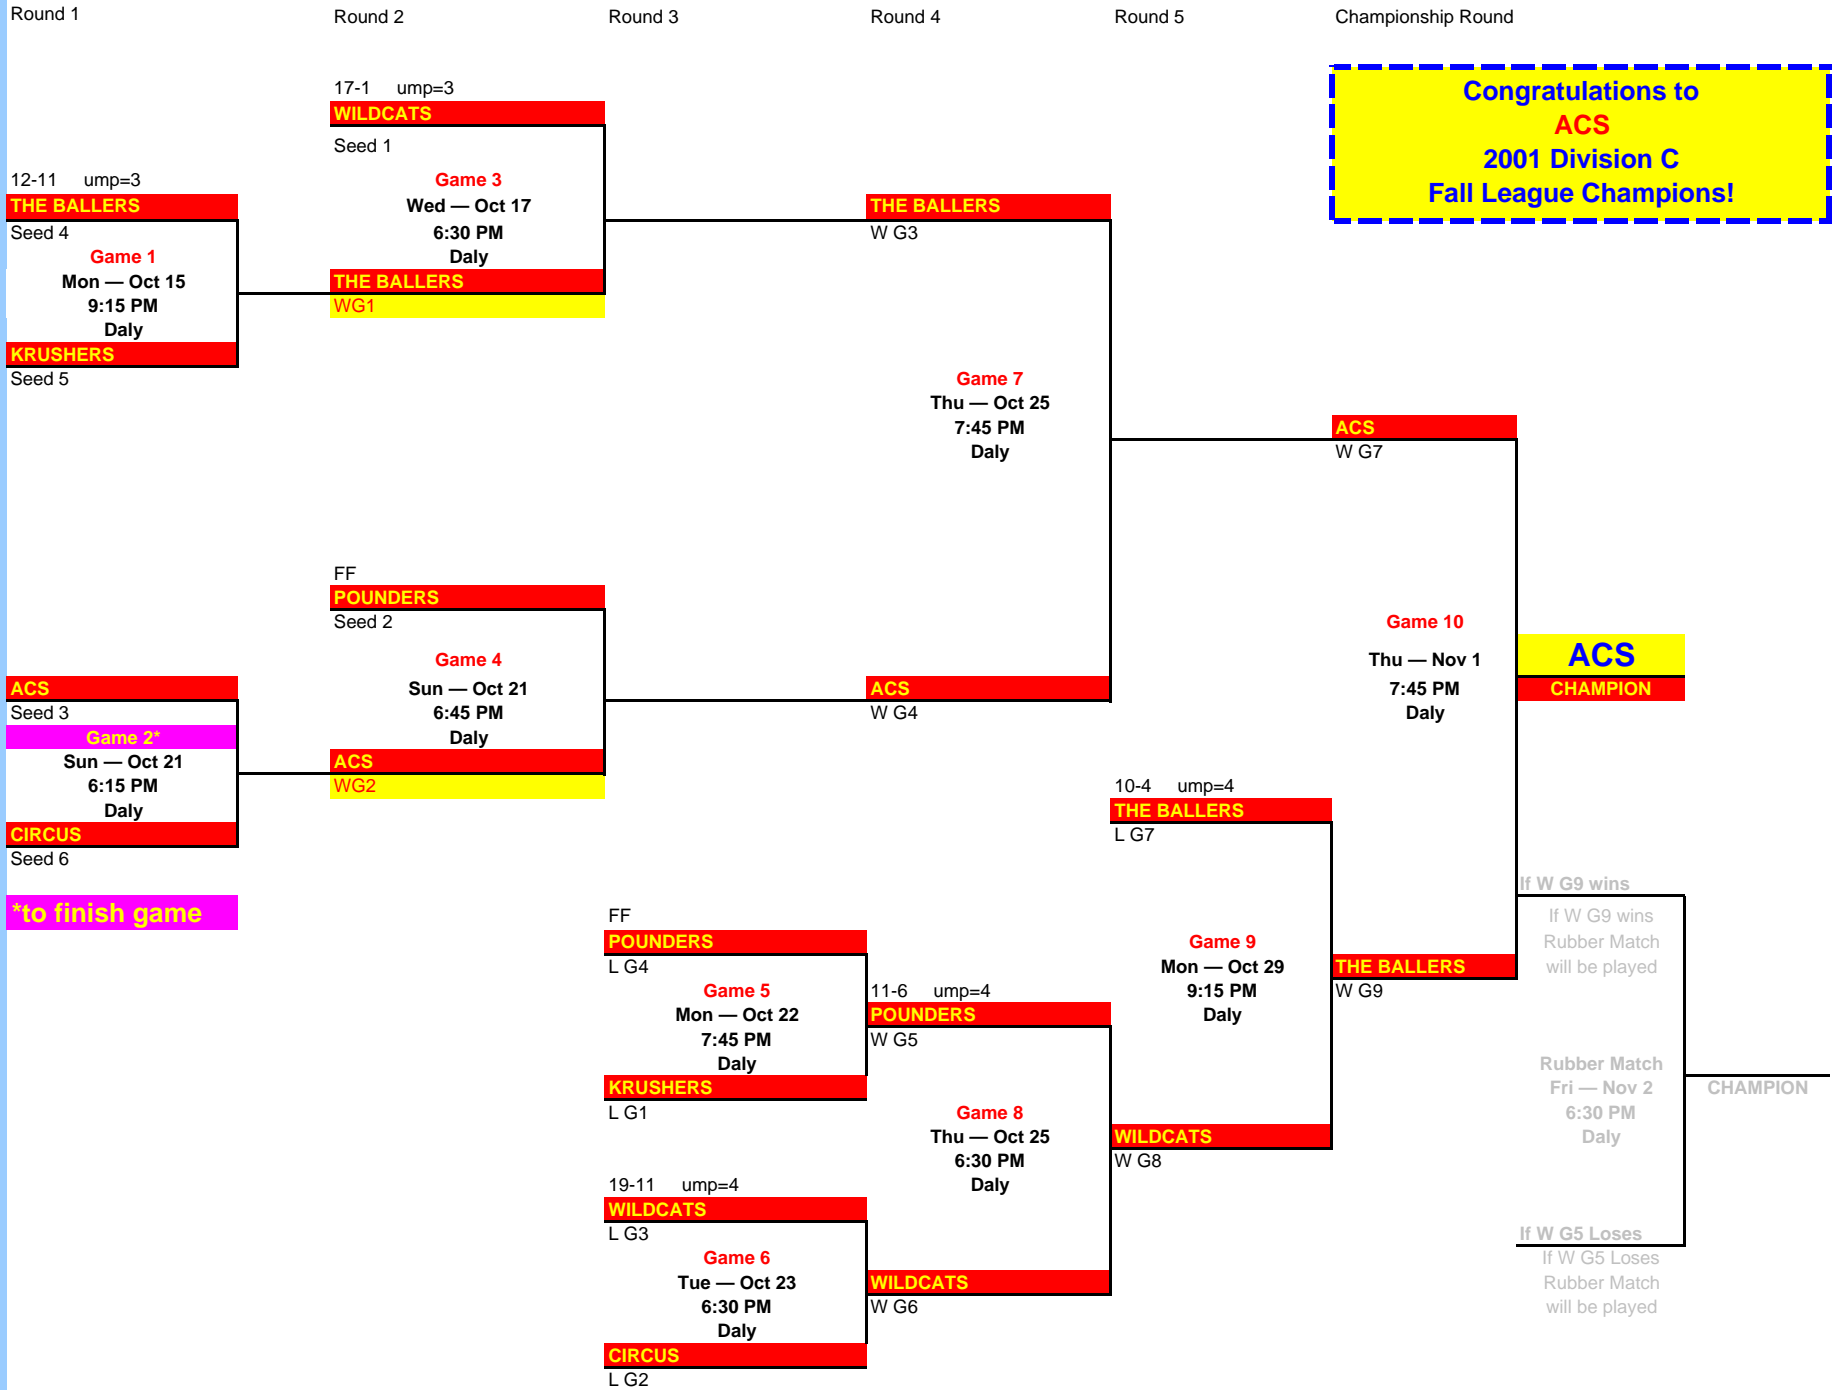 Round 1
Round 2
Round 3
Round 4
Round 5
Championship Round
Congratulations to
ACS
2001 Division C
Fall League Champions!
12-11 ump=3
THE BALLERS
Seed 4
Game 1
Mon — Oct 15
9:15 PM
Daly
KRUSHERS
Seed 5
ACS
Seed 3
Game 2*
Sun — Oct 21
6:15 PM
Daly
CIRCUS
Seed 6
*to finish game
17-1 ump=3
WILDCATS
Seed 1
Game 3
Wed — Oct 17
6:30 PM
Daly
THE BALLERS
WG1
FF
POUNDERS
Seed 2
Game 4
Sun — Oct 21
6:45 PM
Daly
ACS
WG2
FF
POUNDERS
L G4
Game 5
Mon — Oct 22
7:45 PM
Daly
KRUSHERS
L G1
19-11 ump=4
WILDCATS
L G3
Game 6
Tue — Oct 23
6:30 PM
Daly
CIRCUS
L G2
THE BALLERS
W G3
Game 7
Thu — Oct 25
7:45 PM
Daly
ACS
W G4
11-6 ump=4
POUNDERS
W G5
Game 8
Thu — Oct 25
6:30 PM
Daly
WILDCATS
W G6
10-4 ump=4
THE BALLERS
L G7
Game 9
Mon — Oct 29
9:15 PM
Daly
WILDCATS
W G8
ACS
W G7
Game 10
Thu — Nov 1
7:45 PM
Daly
THE BALLERS
W G9
ACS
CHAMPION
If W G9 wins
If W G9 wins
Rubber Match
will be played
Rubber Match
Fri — Nov 2
6:30 PM
Daly
CHAMPION
If W G5 Loses
If W G5 Loses
Rubber Match
will be played